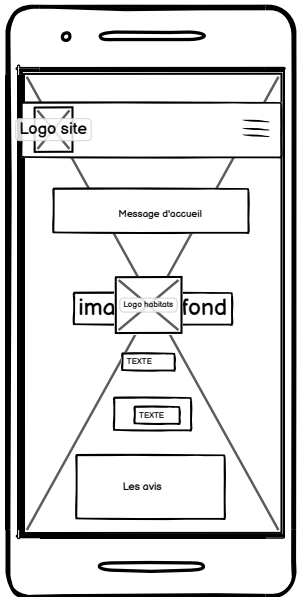 Logo site
Message d'accueil
ima
Logo habitats
fond
TEXTE
TEXTE
Les avis